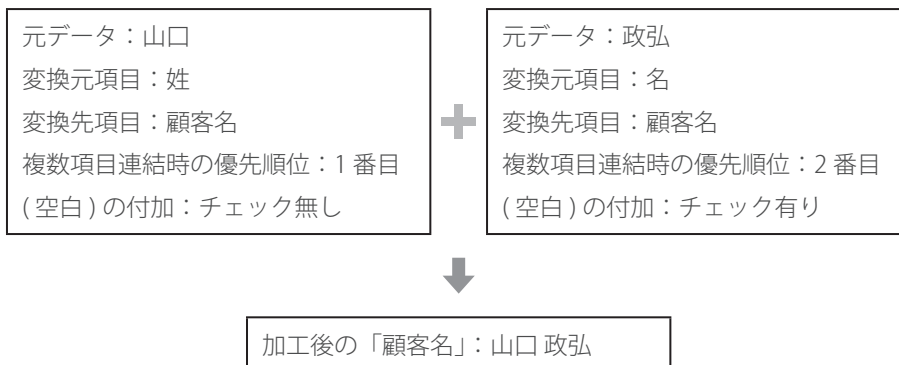 元データ：山口
変換元項目：姓
変換先項目：顧客名
複数項目連結時の優先順位：1 番目
( 空白 ) の付加：チェック無し
元データ：政弘
変換元項目：名
変換先項目：顧客名
複数項目連結時の優先順位：2 番目
( 空白 ) の付加：チェック有り
加工後の「顧客名」：山口 政弘